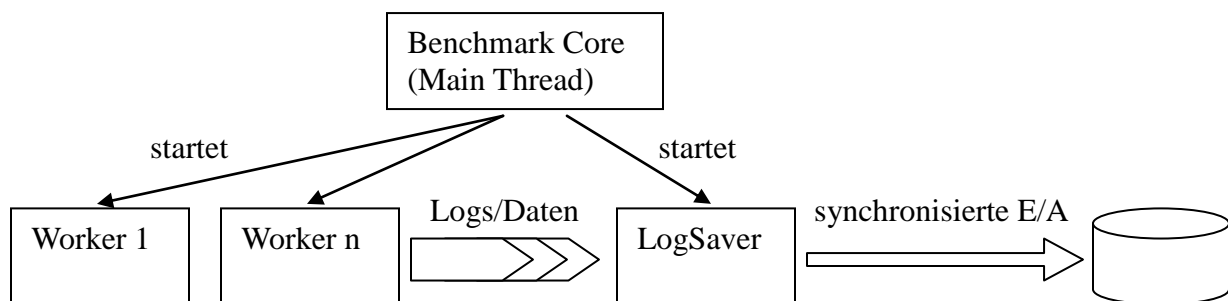 Benchmark Core
(Main Thread)
startet
startet
Logs/Daten
synchronisierte E/A
Worker 1
Worker n
LogSaver